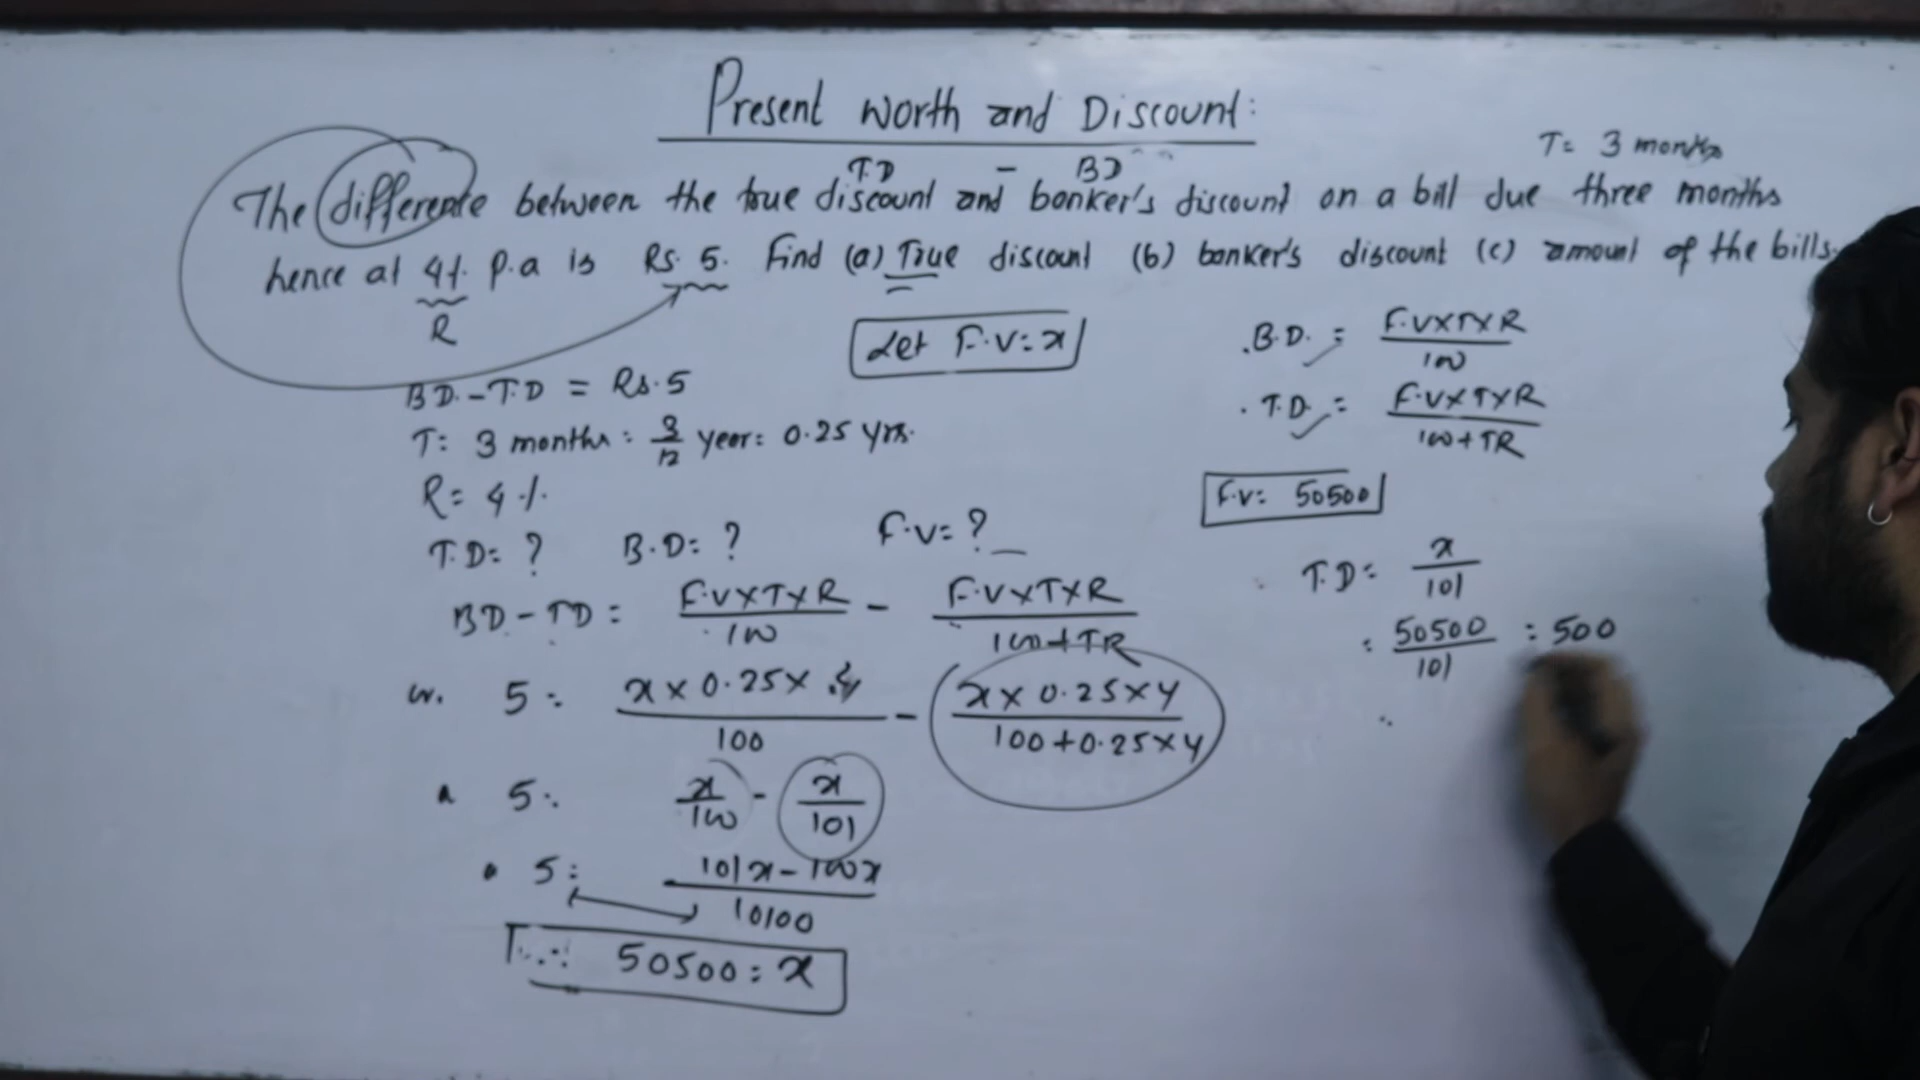 Present Worth and Discount:
T = 3 months
TD - BD
The difference between the true discount and banker's discount on a bill due three months
hence at 4% p.a is Rs. 5. Find (a) True discount (b) banker's discount (c) amount of the bills.
R
Let F.V = x
BD. - T.D = Rs. 5
T = 3 months = 3/12 year = 0.25 yrs.
R = 4 %
T.D = ? B.D = ? F.V = ?
BD - TD = F.V×T×R/100 - F.V×T×R/100+TR
or. 5 = x × 0.25 × 4/100 - x × 0.25 × 4/100 + 0.25 × 4
5 = x/100 - x/101
5 = 101x - 100x/10100
∴ 50500 = x
B.D. = F.V×T×R/100
T.D. = F.V×T×R/100+TR
F.V = 50500
T.D = x/101
= 50500/101 = 500